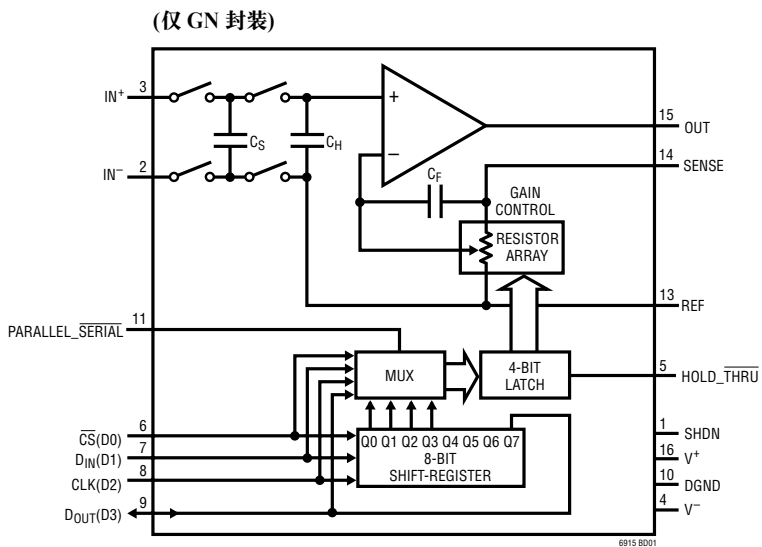 (仅 GN 封装)
IN+
3
IN−
2
CS
CH
+
−
CF
15
OUT
14
SENSE
GAIN
CONTROL
RESISTOR
ARRAY
13
REF
11
PARALLEL_S̅E̅R̅I̅A̅L̅
MUX
4-BIT
LATCH
5
HOLD_T̅H̅R̅U̅
6
C̅S̅(D0)
7
DIN(D1)
8
CLK(D2)
9
DOUT(D3)
Q0 Q1 Q2 Q3 Q4 Q5 Q6 Q7
8-BIT
SHIFT-REGISTER
1
SHDN
16
V+
10
DGND
4
V−
6915 BD01